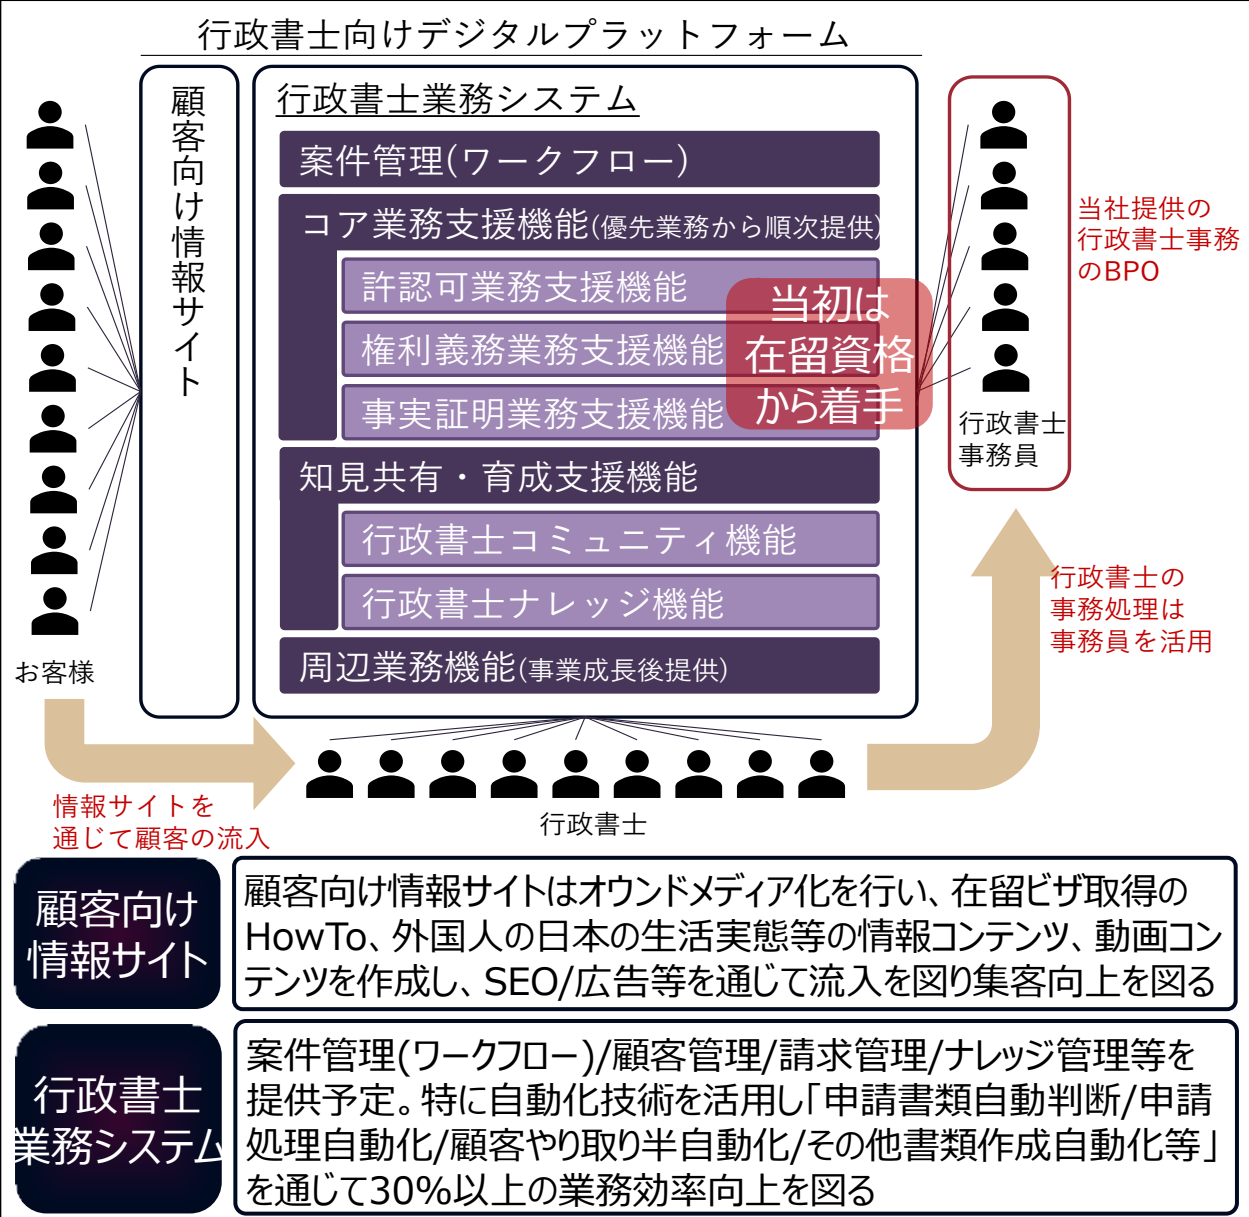 行政書士向けデジタルプラットフォーム
顧客向け情報サイト
行政書士業務システム
案件管理(ワークフロー)
コア業務支援機能(優先業務から順次提供)
許認可業務支援機能
権利義務業務支援機能
事実証明業務支援機能
当初は
在留資格
から着手
知見共有・育成支援機能
行政書士コミュニティ機能
行政書士ナレッジ機能
周辺業務機能(事業成長後提供)
当社提供の
行政書士事務
のBPO
行政書士
事務員
行政書士の
事務処理は
事務員を活用
お客様
情報サイトを
通じて顧客の流入
行政書士
顧客向け
情報サイト
顧客向け情報サイトはオウンドメディア化を行い、在留ビザ取得の
HowTo、外国人の日本の生活実態等の情報コンテンツ、動画コン
テンツを作成し、SEO/広告等を通じて流入を図り集客向上を図る
行政書士
業務システム
案件管理(ワークフロー)/顧客管理/請求管理/ナレッジ管理等を
提供予定。特に自動化技術を活用し「申請書類自動判断/申請
処理自動化/顧客やり取り半自動化/その他書類作成自動化等」
を通じて30%以上の業務効率向上を図る